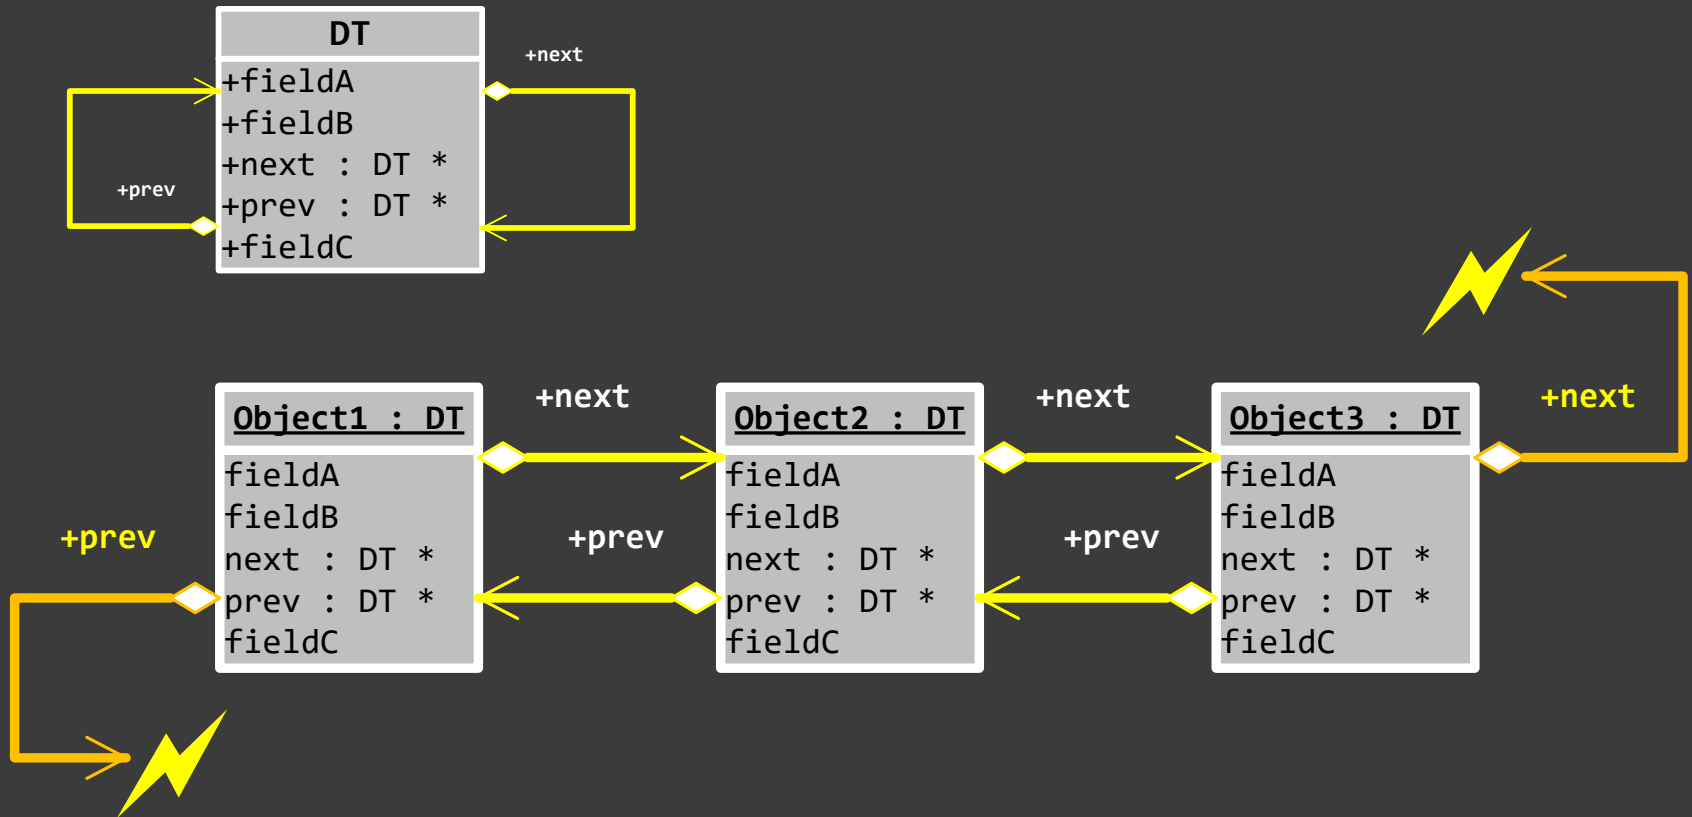 DT
+next
+fieldA
+fieldB
+next : DT *
+prev
+prev : DT *
+fieldC
+next
+next
+next
Object1 : DT
Object2 : DT
Object3 : DT
fieldA
fieldB
next : DT *
prev : DT *
fieldC
fieldA
fieldB
next : DT *
prev : DT *
fieldC
fieldA
fieldB
next : DT *
prev : DT *
fieldC
+prev
+prev
+prev